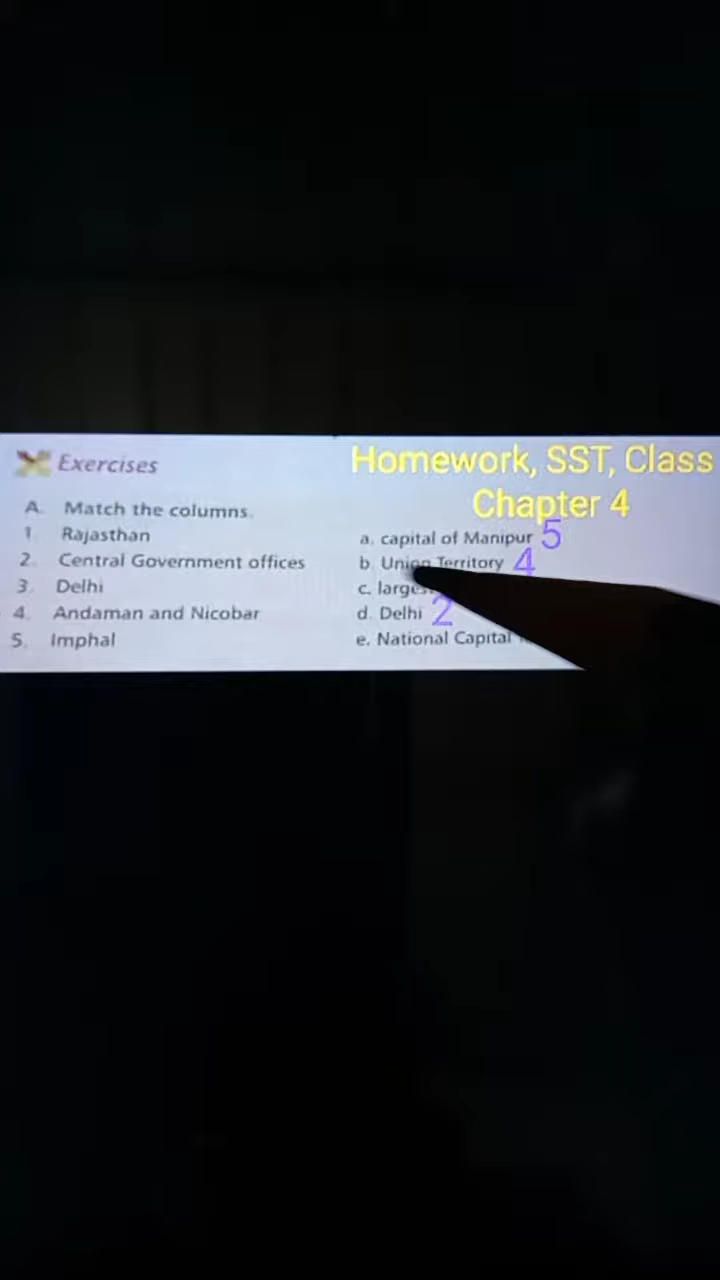 Exercises
Homework, SST, Class
Chapter 4
A. Match the columns.
1. Rajasthan
2. Central Government offices
3. Delhi
4. Andaman and Nicobar
5. Imphal
a. capital of Manipur 5
b. Union Territory 4
c.
d. Delhi 2
e. National Capital